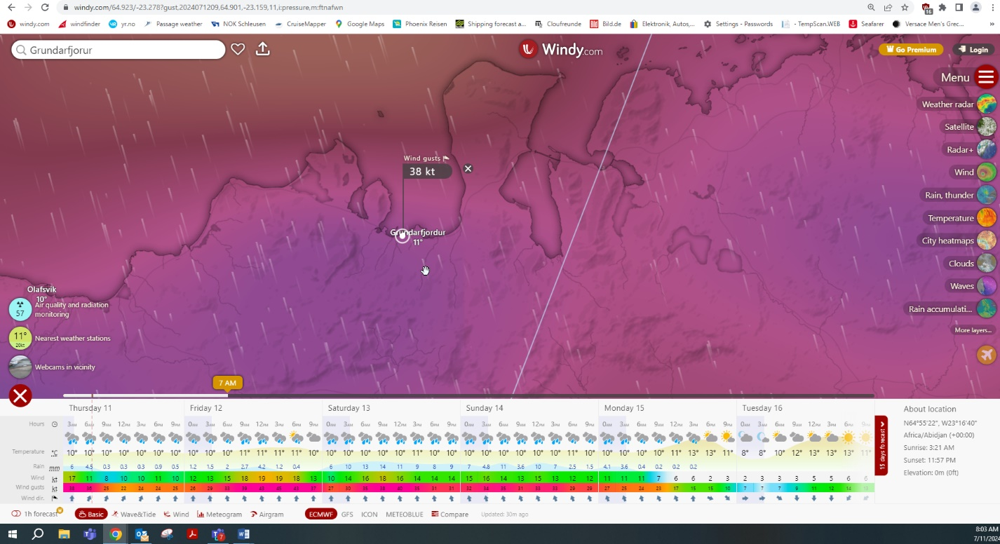 windy.com/64.923/-23.278?gust,2024071209,64.901,-23.159,11,i:pressure,m:ftnafwn
16
windy.com windfinder yr.no Passage weather NOK Schleusen CruiseMapper Google Maps Phoenix Reisen Shipping forecast a... Cloufreunde Bild.de Elektronik, Autos,... Settings - Passwords - TempScan.WEB Seafarer Versace Men's Grec... »
Grundarfjorur
Windy.com
Go Premium
Login
Menu
Weather radar
Satellite
Radar+
Wind
Rain, thunder
Temperature
City heatmaps
Clouds
Waves
Rain accumulati...
More layers...
Wind gusts
38 kt
Grundarfjordur
11°
Olafsvik
10°
57 Air quality and radiation
monitoring
11°
20kt
Nearest weather stations
Webcams in vicinity
7 AM
Thursday 11 Friday 12 Saturday 13 Sunday 14 Monday 15 Tuesday 16
Hours 3AM 6AM 9AM 12PM 3PM 6PM 9PM 0AM 3AM 6AM 9AM 12PM 3PM 6PM 9PM 0AM 3AM 6AM 9AM 12PM 3PM 6PM 9PM 0AM 3AM 6AM 9AM 12PM 3PM 6PM 9PM 0AM 3AM 6AM 9AM 12PM 3PM 6PM 9PM 0AM 3AM 6AM 9AM 12PM 3PM 6PM 9PM
Temperature °C 10° 10° 10° 10° 10° 10° 10° 10° 10° 10° 11° 11° 11° 10° 10° 10° 10° 10° 10° 10° 10° 10° 10° 10° 10° 10° 10° 10° 10° 10° 10° 10° 10° 10° 11° 12° 13° 13° 11° 8° 8° 10° 12° 13° 13° 13° 11°
Rain mm 6 4.5 0.3 0.3 0.3 0.9 0.5 1.2 1.5 2 2.7 4.2 1.2 0.4 6 10 13 14 11 9 8 9 7 4.8 11 3.6 10 7 2.5 1.5 4.1 3.6 0.4 0.2 0.2 0.2
Wind kt 17 11 8 10 10 11 10 12 13 15 18 19 19 18 13 10 14 16 18 16 14 14 14 15 16 14 13 14 13 12 12 11 11 11 7 6 6 2 3 2 2 3 3 5 5 6 6
Wind gusts kt 38 36 25 22 24 24 25 26 29 33 39 43 45 43 37 27 30 35 40 35 31 31 32 34 35 31 33 33 29 29 27 25 24 23 17 15 15 10 7 7 7 9 11 12 14
Wind dir.
1h forecast Basic Wave&Tide Wind Meteogram Airgram ECMWF GFS ICON METEOBLUE Compare Updated: 30m ago
15 days forecast
About location
N64°55'22", W23°16'40"
Africa/Abidjan (+00:00)
Sunrise: 3:21 AM
Sunset: 11:57 PM
Elevation: 0m (0ft)
7
8:03 AM
7/11/2024